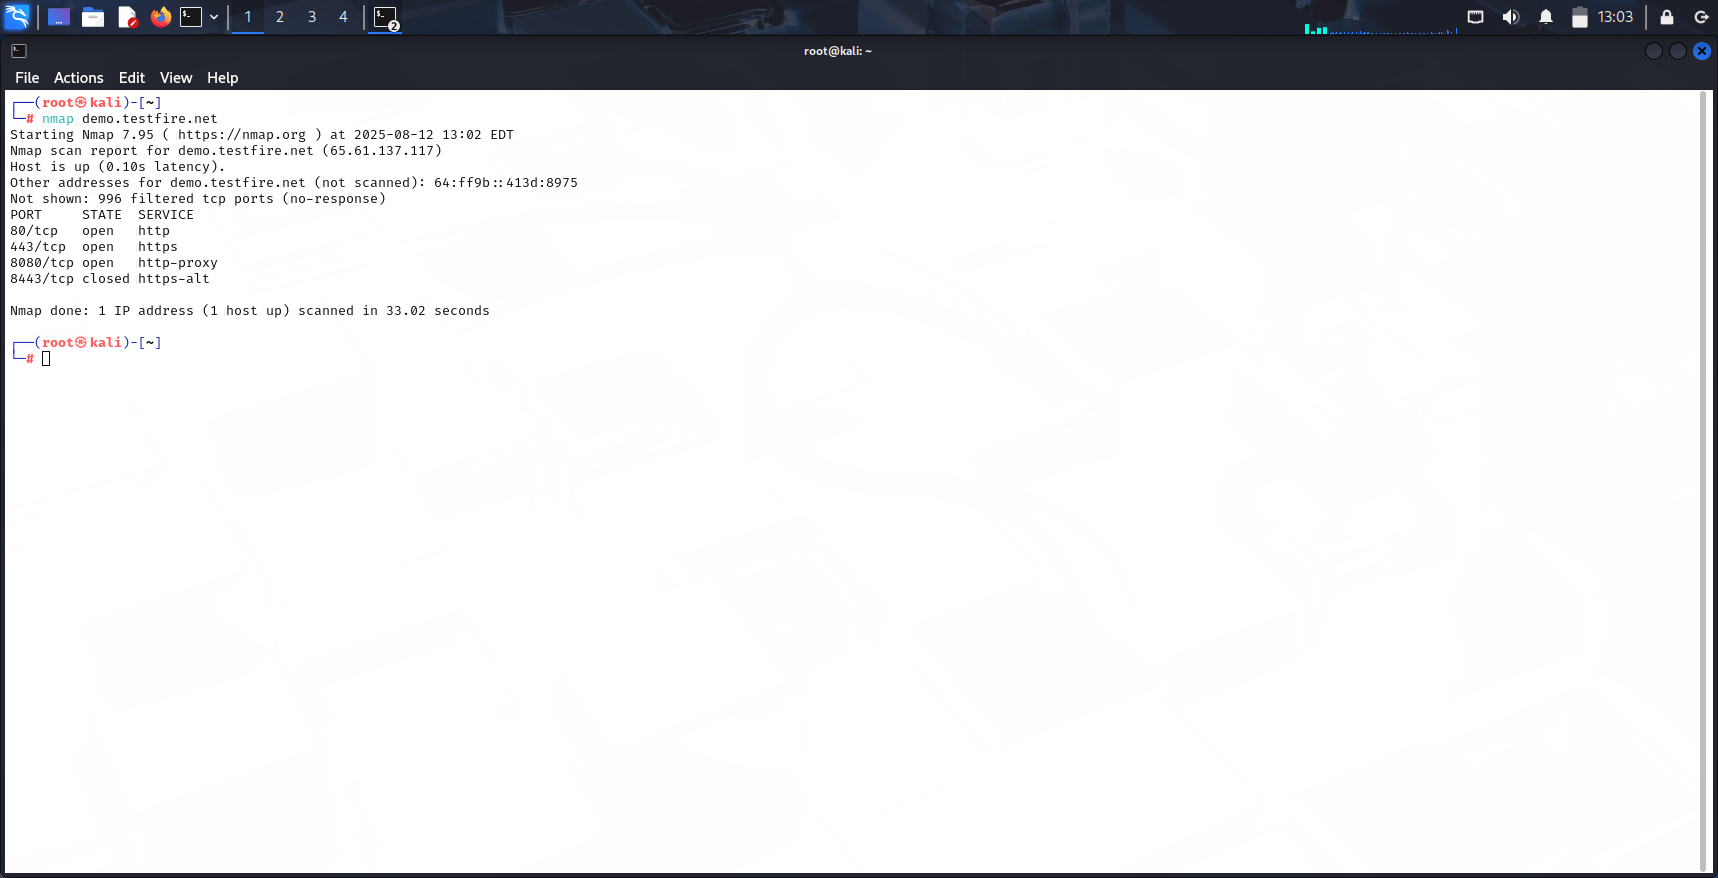 1 2 3 4 2 13:03
root@kali: ~
File Actions Edit View Help
┌──(root㉿kali)-[~]
└─# nmap demo.testfire.net
Starting Nmap 7.95 ( https://nmap.org ) at 2025-08-12 13:02 EDT
Nmap scan report for demo.testfire.net (65.61.137.117)
Host is up (0.10s latency).
Other addresses for demo.testfire.net (not scanned): 64:ff9b::413d:8975
Not shown: 996 filtered tcp ports (no-response)
PORT     STATE  SERVICE
80/tcp   open   http
443/tcp  open   https
8080/tcp open   http-proxy
8443/tcp closed https-alt
Nmap done: 1 IP address (1 host up) scanned in 33.02 seconds
┌──(root㉿kali)-[~]
└─#